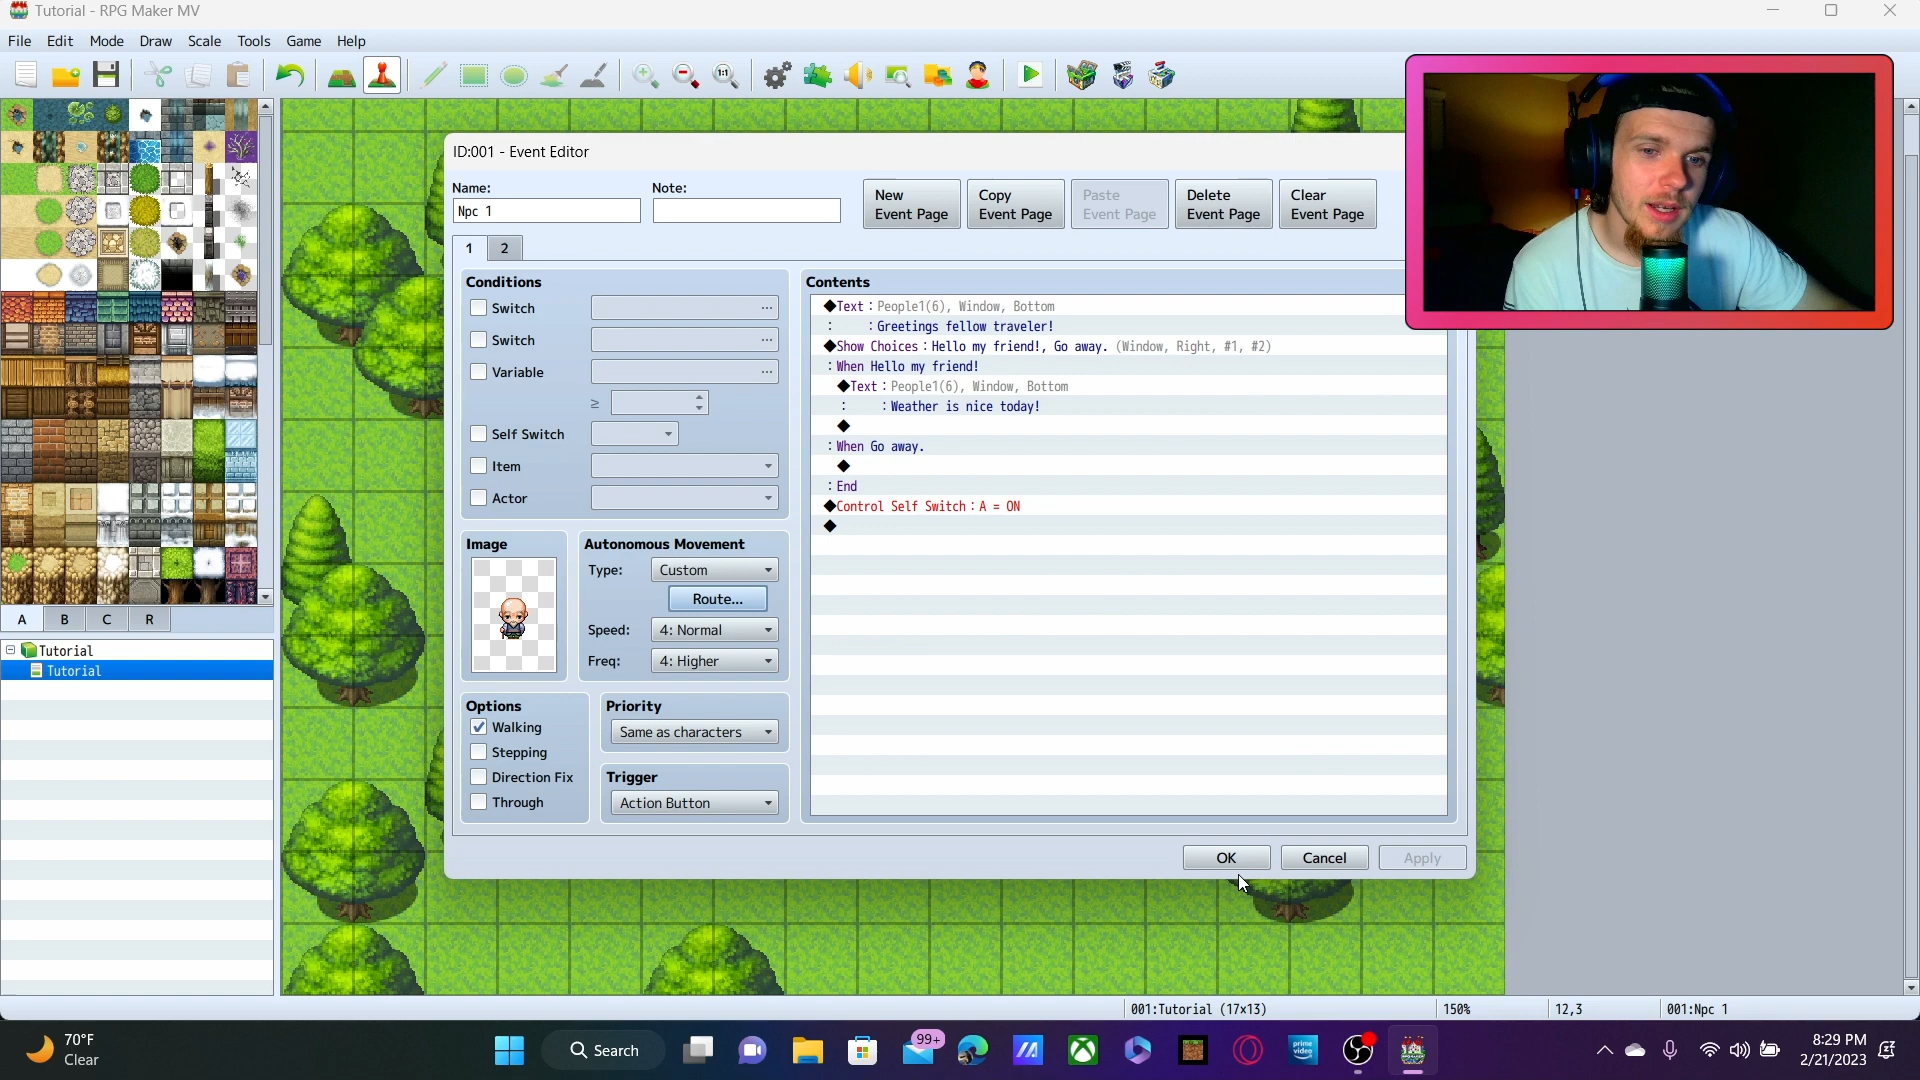 Tutorial - RPG Maker MV
File Edit Mode Draw Scale Tools Game Help
1:1
ID:001 - Event Editor
Name:
Note:
Npc 1
New Event Page
Copy Event Page
Paste Event Page
Delete Event Page
Clear Event Page
1 2
Conditions
Switch ...
Switch ...
Variable ...
≥
Self Switch
Item
Actor
Image
Autonomous Movement
Type: Custom
Route...
Speed: 4: Normal
Freq: 4: Higher
Options
Walking
Stepping
Direction Fix
Through
Priority
Same as characters
Trigger
Action Button
Contents
◆Text：People1(6), Window, Bottom
：　　：Greetings fellow traveler!
◆Show Choices：Hello my friend!, Go away. (Window, Right, #1, #2)
：When Hello my friend!
◆Text：People1(6), Window, Bottom
：　　：Weather is nice today!
◆
：When Go away.
◆
：End
◆Control Self Switch：A = ON
◆
OK Cancel Apply
A B C R
Tutorial
Tutorial
001:Tutorial (17x13) 150% 12,3 001:Npc 1
70°F
Clear
Search
99+
prime video
8:29 PM
2/21/2023